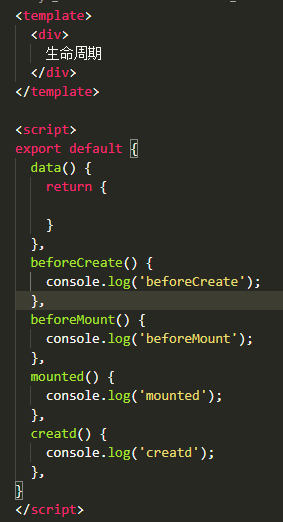 <template>
  <div>
    生命周期
  </div>
</template>

<script>
export default {
  data() {
    return {

    }
  },
  beforeCreate() {
    console.log('beforeCreate');
  },
  beforeMount() {
    console.log('beforeMount');
  },
  mounted() {
    console.log('mounted');
  },
  creatd() {
    console.log('creatd');
  },
}
</script>